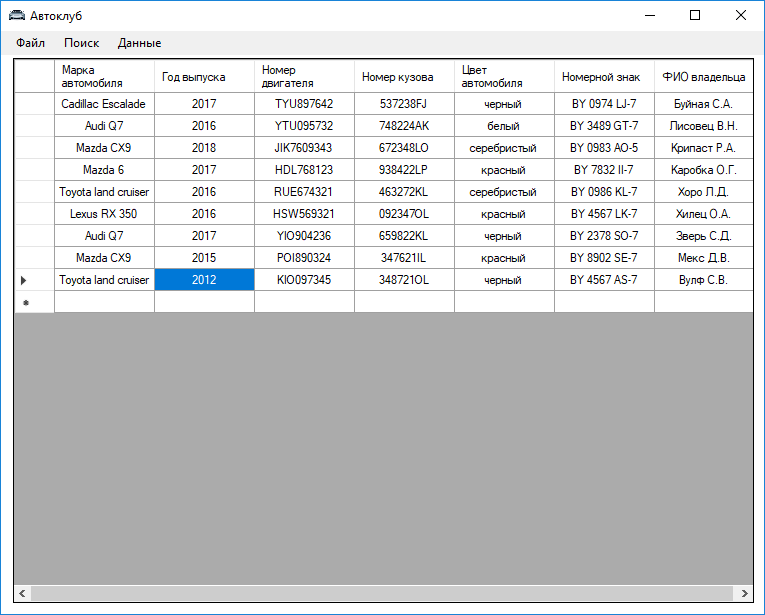 Автоклуб
Файл Поиск Данные
Марка автомобиля Год выпуска Номер двигателя Номер кузова Цвет автомобиля Номерной знак ФИО владельца
Cadillac Escalade 2017 TYU897642 537238FJ черный BY 0974 LJ-7 Буйная С.А.
Audi Q7 2016 YTU095732 748224AK белый BY 3489 GT-7 Лисовец В.Н.
Mazda CX9 2018 JIK7609343 672348LO серебристый BY 0983 AO-5 Крипаст Р.А.
Mazda 6 2017 HDL768123 938422LP красный BY 7832 II-7 Каробка О.Г.
Toyota land cruiser 2016 RUE674321 463272KL серебристый BY 0986 KL-7 Хоро Л.Д.
Lexus RX 350 2016 HSW569321 092347OL красный BY 4567 LK-7 Хилец О.А.
Audi Q7 2017 YIO904236 659822KL черный BY 2378 SO-7 Зверь С.Д.
Mazda CX9 2015 POI890324 347621IL красный BY 8902 SE-7 Мекс Д.В.
Toyota land cruiser 2012 KIO097345 348721OL черный BY 4567 AS-7 Вулф С.В.